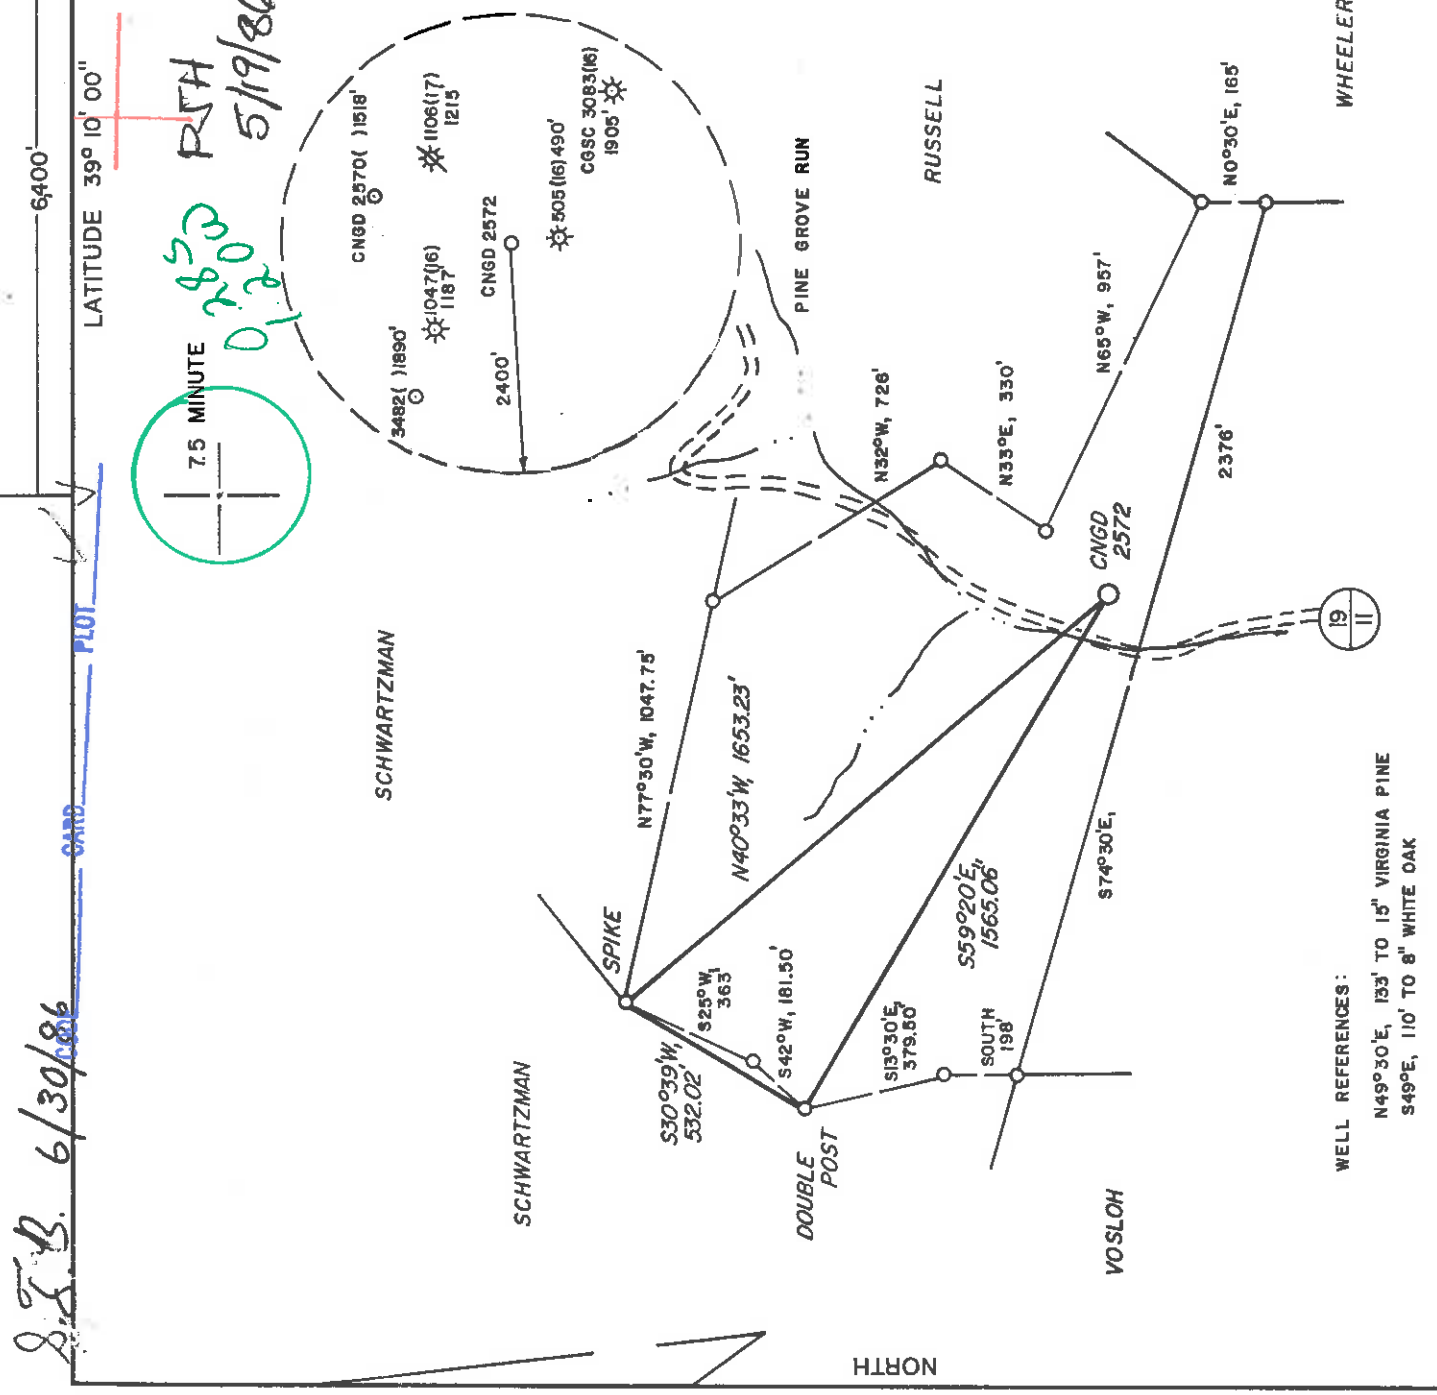 S.T.B. 6/30/86
CODE CARD PLOT
6,400'
LATITUDE 39° 10' 00"
RJH
5/19/86
7.5 MINUTE
CNGD 2570( )1518'
1106(17)
1215
CGSC 3083(16)
1905'
505(16)490'
1047(16)
1187'
CNGD 2572
3482( )1890'
2400'
PINE GROVE RUN
RUSSELL
WHEELER
N0°30'E, 165'
N65°W, 957'
N33°E, 330'
N32°W, 726'
2376'
CNGD
2572
19
11
SCHWARTZMAN
N77°30'W, 1047.75'
N40°33'W, 1653.23'
SPIKE
S25°W,
363'
S42°W, 181.50'
S30°39'W,
532.02'
S59°20'E,
1565.06'
S74°30'E,
S13°30'E,
379.50'
SOUTH
198'
SCHWARTZMAN
DOUBLE
POST
VOSLOH
WELL REFERENCES:
N49°30'E, 133' TO 15" VIRGINIA PINE
S49°E, 110' TO 8" WHITE OAK
NORTH